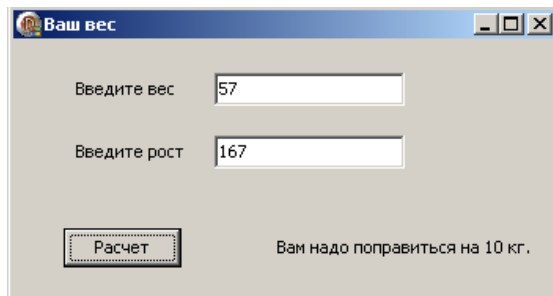 Ваш вес
Введите вес 57
Введите рост 167
Расчет Вам надо поправиться на 10 кг.